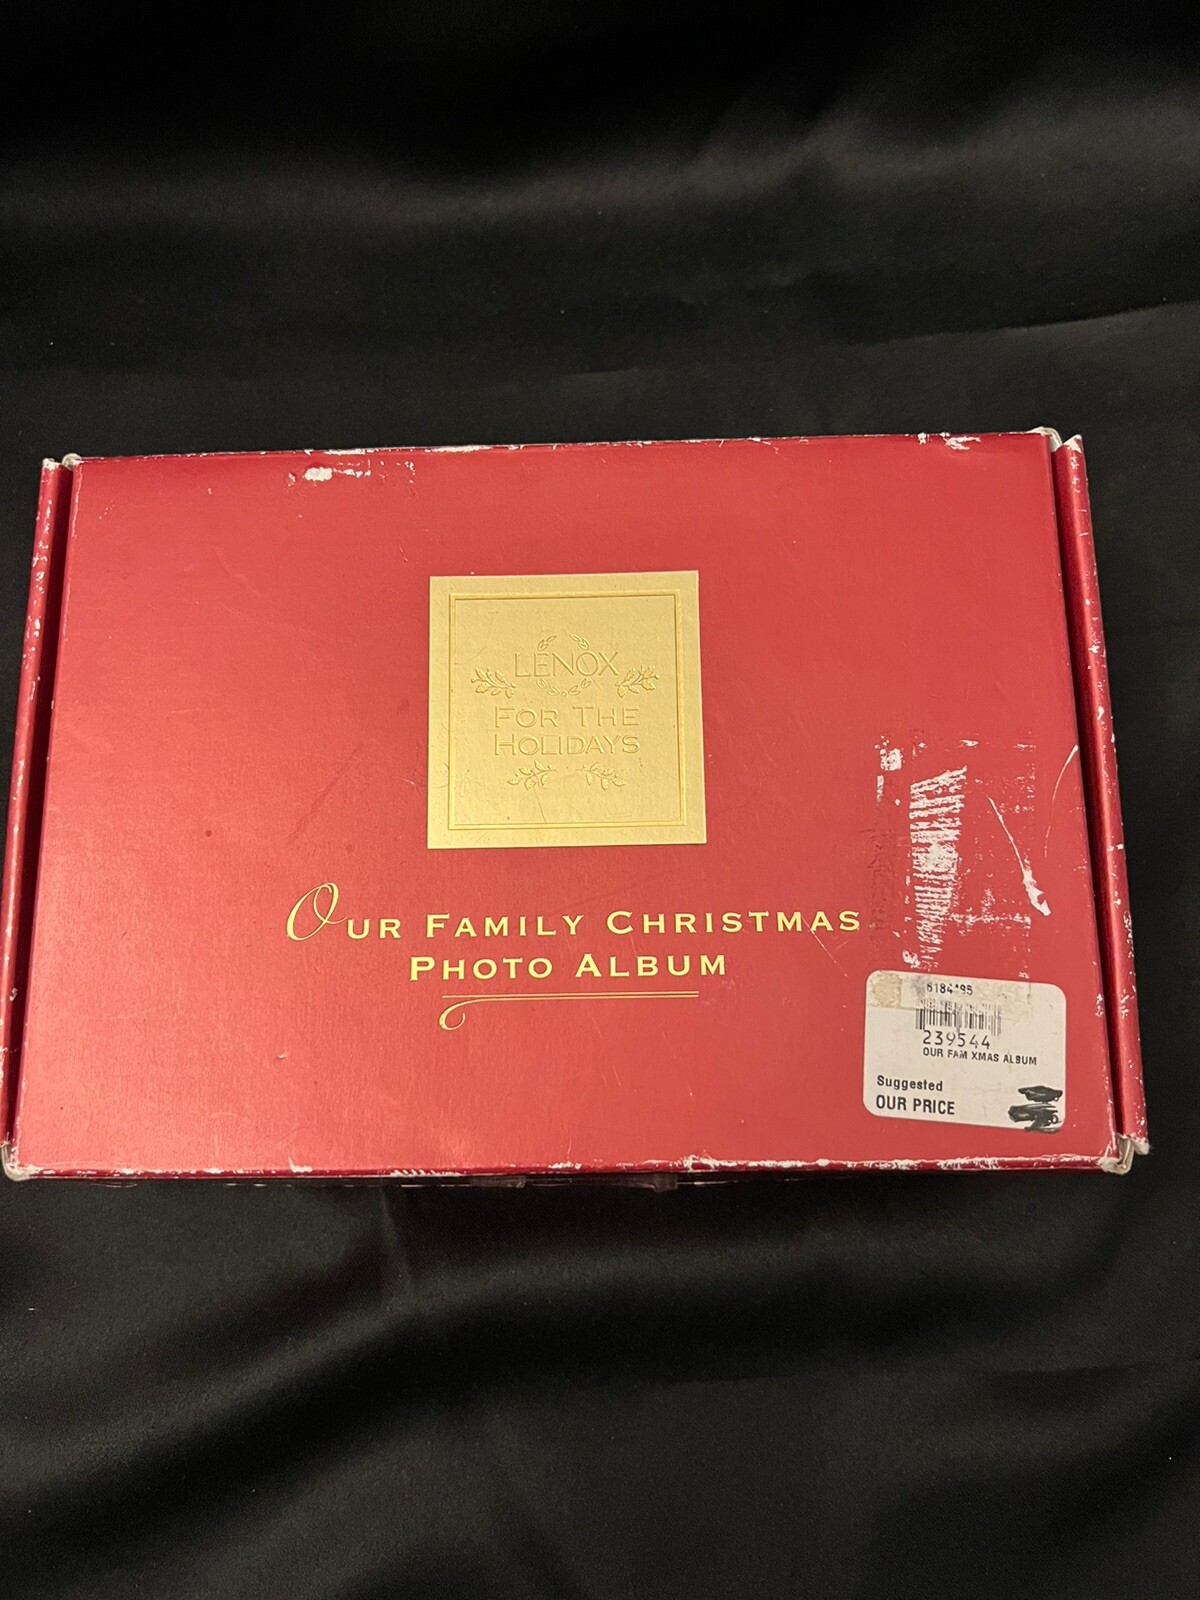 LENOX
FOR THE
HOLIDAYS
OUR FAMILY CHRISTMAS
PHOTO ALBUM
239544
OUR FAM XMAS ALBUM
Suggested
OUR PRICE